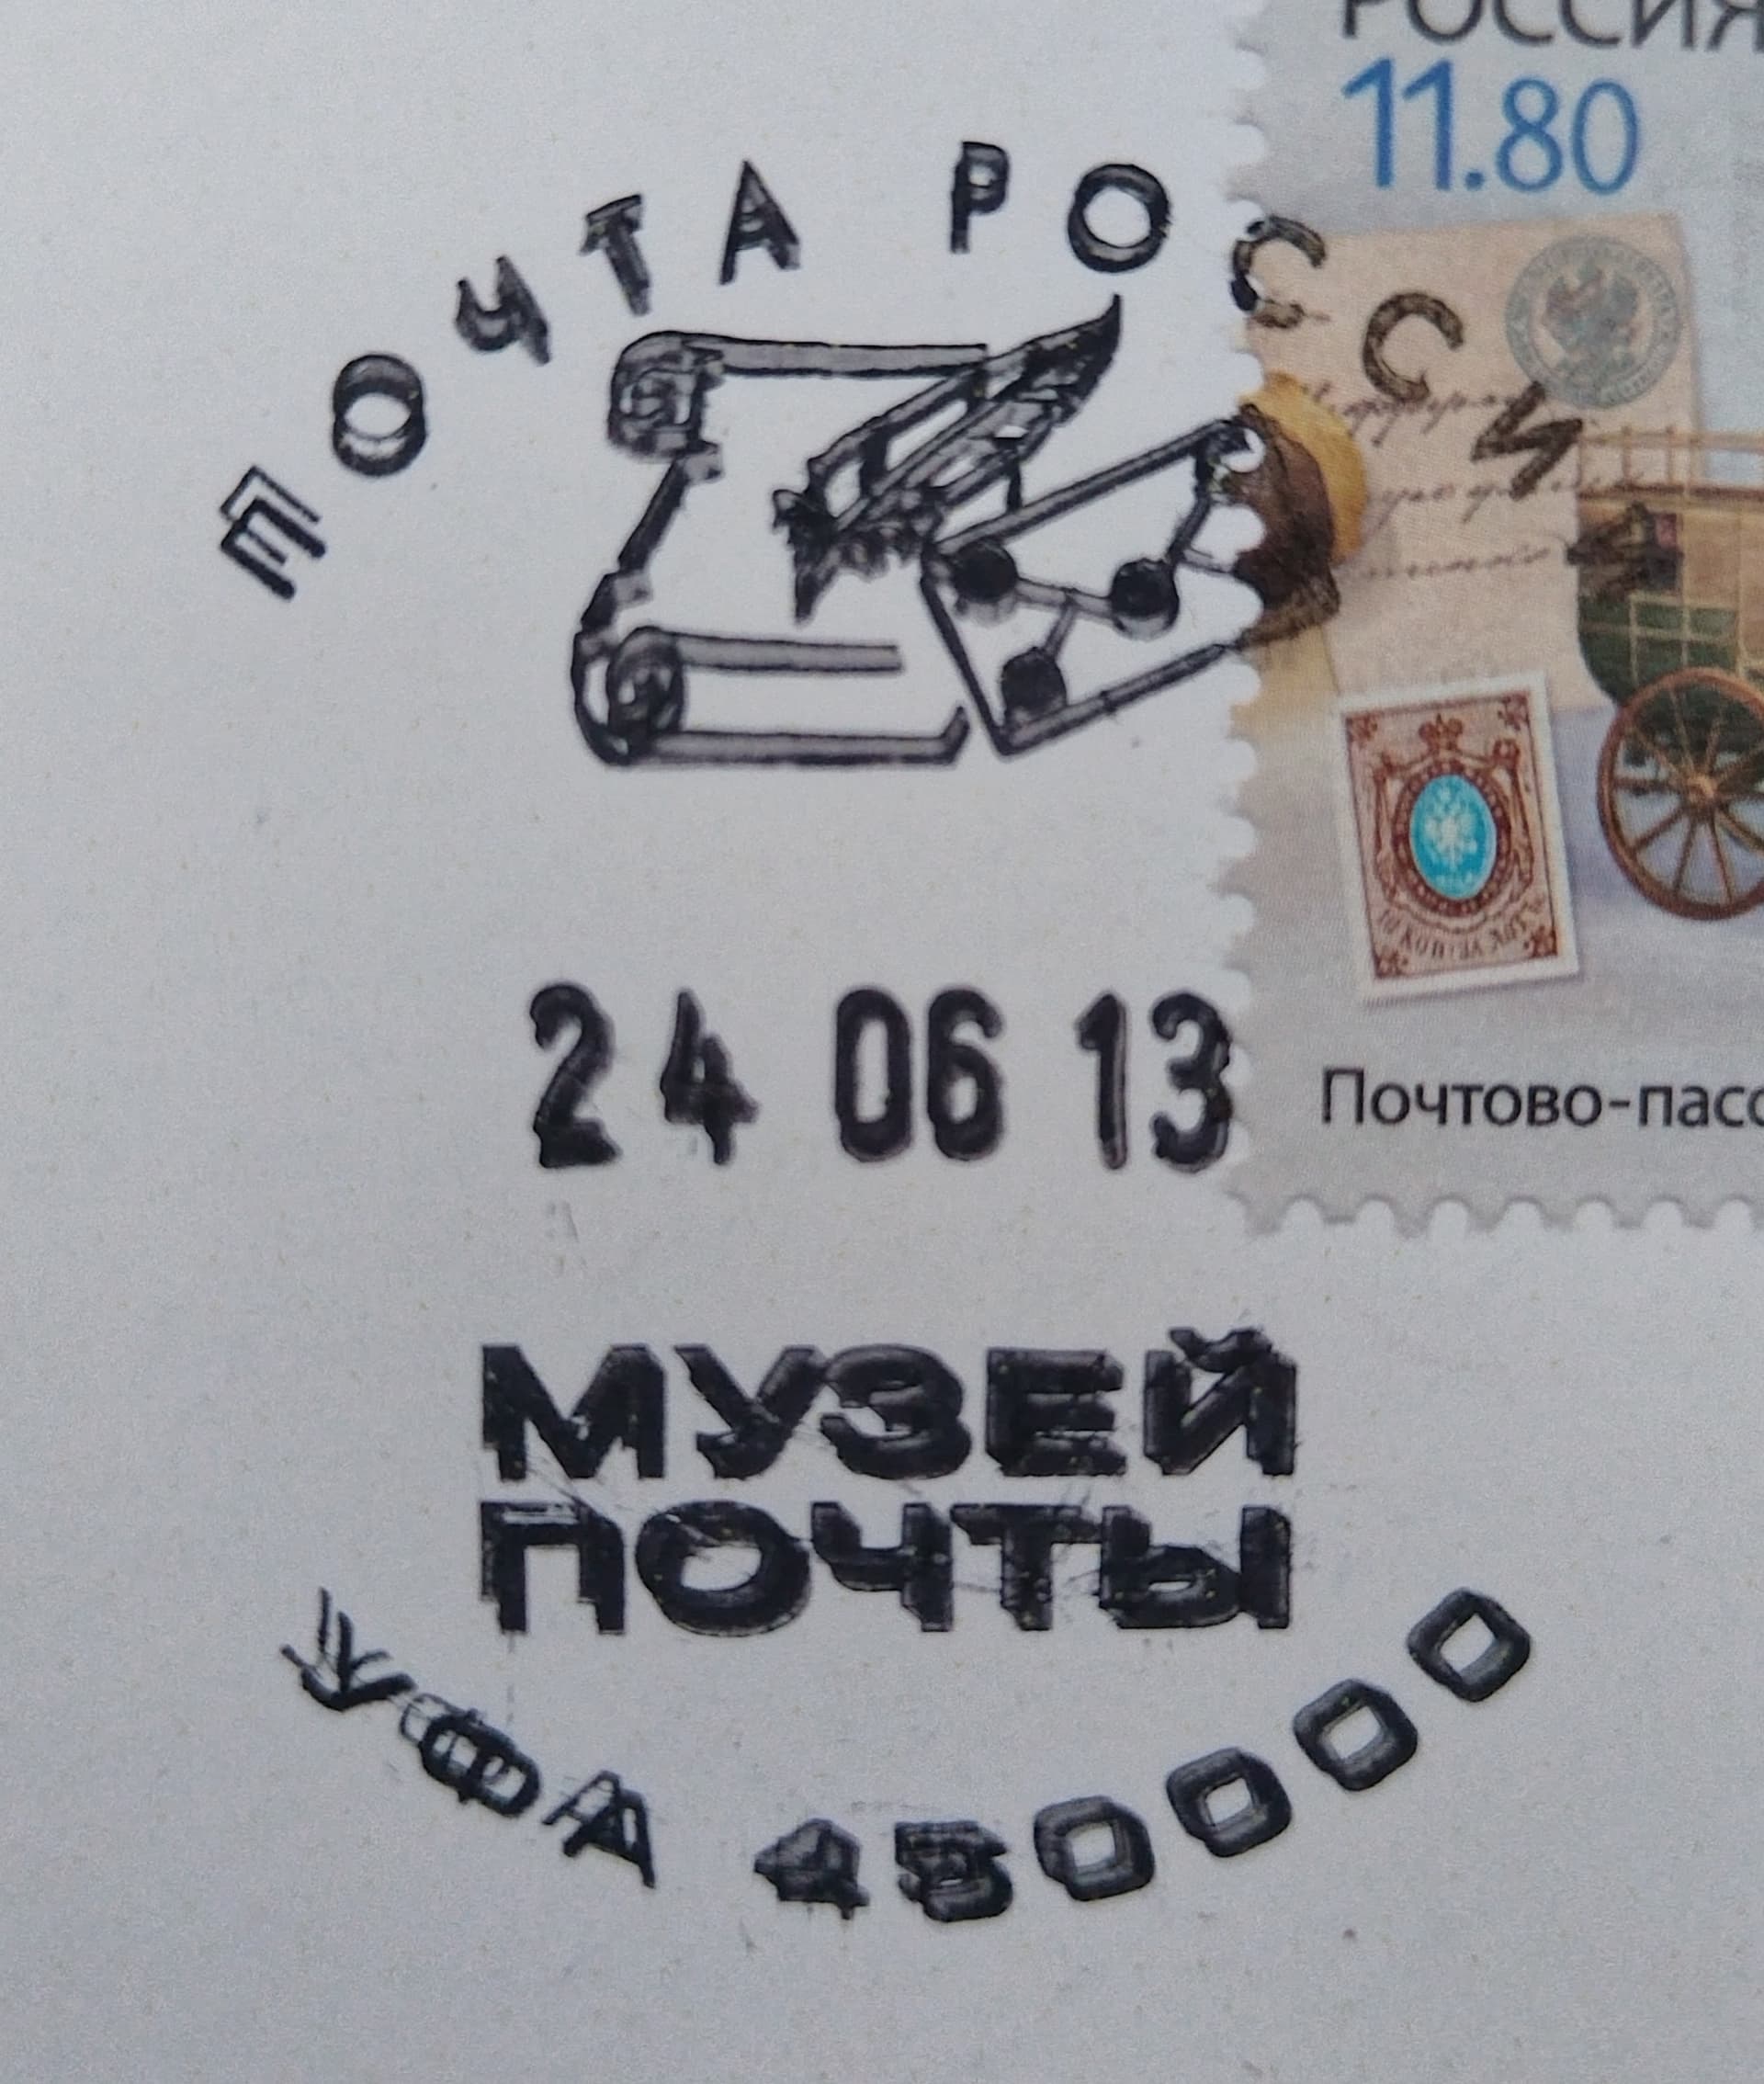 РОССИЯ
11.80
ПОЧТА РОССИИ
24 06 13
Почтово-пасс
МУЗЕЙ
ПОЧТЫ
УФА 450000